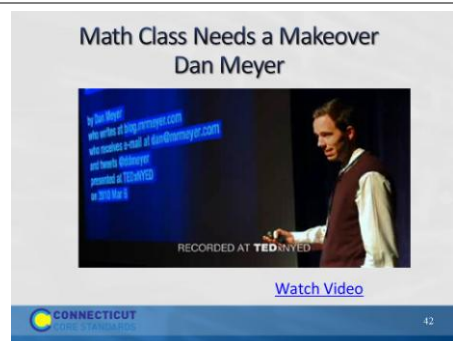 Math Class Needs a Makeover
Dan Meyer
by Dan Meyer
who writes at blog.mrmeyer.com
who receives e-mail at dan@mrmeyer.com
and tweets @ddmeyer
presented at TEDxNYED
on 2010 Mar 6
RECORDED AT TEDxNYED
Watch Video
CONNECTICUT
CORE STANDARDS
42